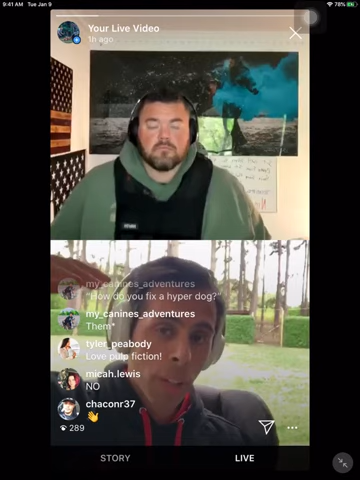 9:41 AM Tue Jan 9
78%
Your Live Video
1h ago
my_canines_adventures
"How do you fix a hyper dog?"
my_canines_adventures
Them*
tyler_peabody
Love pulp fiction!
micah.lewis
NO
chaconr37
👋
289
STORY LIVE